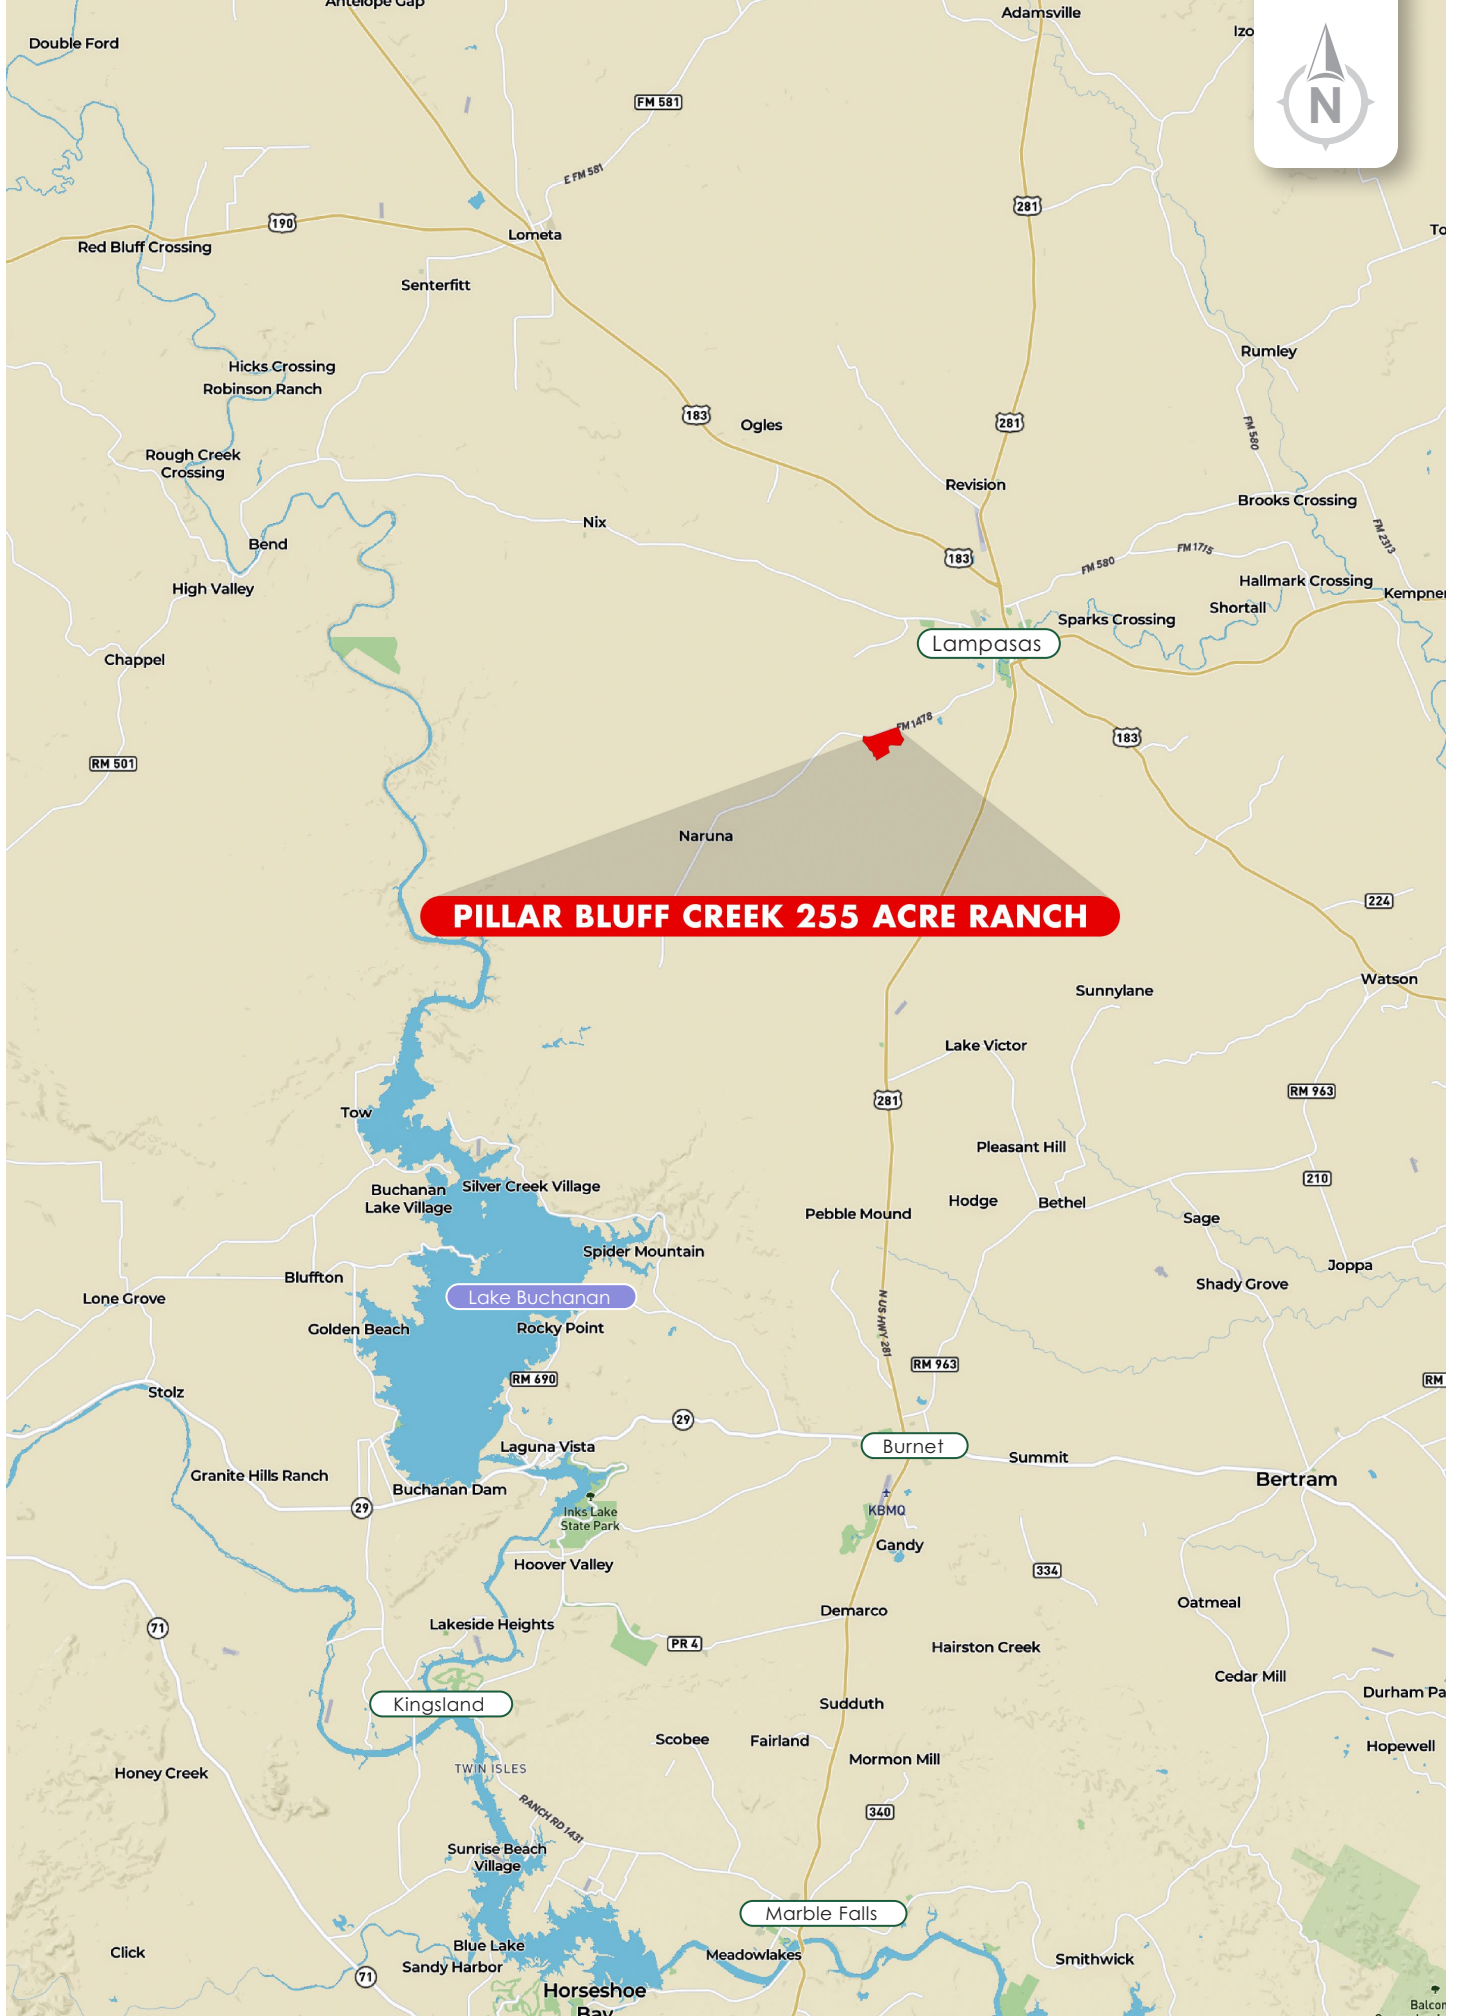 Antelope Gap
Adamsville
Double Ford
Izo
N
FM 581
E FM 581
281
190
Red Bluff Crossing
Lometa
To
Senterfitt
Rumley
Hicks Crossing
Robinson Ranch
183
Ogles
281
FM 580
Rough Creek
Crossing
Revision
Brooks Crossing
Nix
FM 2313
Bend
183
FM 1715
FM 580
High Valley
Hallmark Crossing
Kempner
Shortall
Sparks Crossing
Lampasas
Chappel
FM 1478
183
RM 501
Naruna
224
PILLAR BLUFF CREEK 255 ACRE RANCH
Watson
Sunnylane
Lake Victor
RM 963
281
Tow
Pleasant Hill
210
Buchanan
Lake Village
Silver Creek Village
Hodge
Bethel
Pebble Mound
Sage
Spider Mountain
Joppa
Bluffton
Shady Grove
Lone Grove
Lake Buchanan
Golden Beach
Rocky Point
N US HWY 281
RM 963
RM 690
RM
Stolz
29
Laguna Vista
Burnet
Summit
Granite Hills Ranch
Bertram
Buchanan Dam
29
Inks Lake
State Park
KBMQ
Gandy
Hoover Valley
334
Oatmeal
Demarco
Lakeside Heights
71
PR 4
Hairston Creek
Cedar Mill
Durham Pa
Kingsland
Sudduth
Scobee
Fairland
Hopewell
Mormon Mill
Honey Creek
TWIN ISLES
RANCH RD 1431
340
Sunrise Beach
Village
Marble Falls
Click
Blue Lake
Meadowlakes
Smithwick
Sandy Harbor
71
Horseshoe
Bay
Balcon